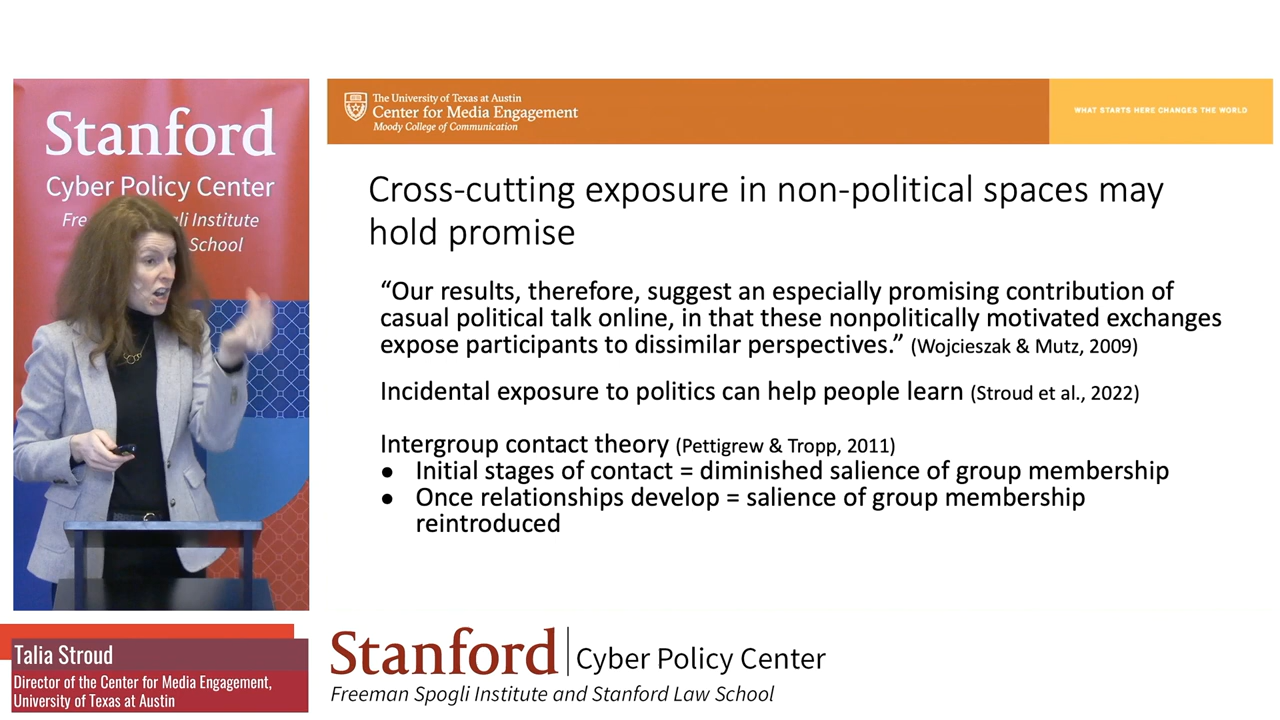 Stanford
Cyber Policy Center
Fre li Institute
School
The University of Texas at Austin
Center for Media Engagement
Moody College of Communication
WHAT STARTS HERE CHANGES THE WORLD
Cross-cutting exposure in non-political spaces may
hold promise
“Our results, therefore, suggest an especially promising contribution of
casual political talk online, in that these nonpolitically motivated exchanges
expose participants to dissimilar perspectives.” (Wojcieszak & Mutz, 2009)
Incidental exposure to politics can help people learn (Stroud et al., 2022)
Intergroup contact theory (Pettigrew & Tropp, 2011)
● Initial stages of contact = diminished salience of group membership
● Once relationships develop = salience of group membership
reintroduced
Talia Stroud
Director of the Center for Media Engagement,
University of Texas at Austin
Stanford | Cyber Policy Center
Freeman Spogli Institute and Stanford Law School